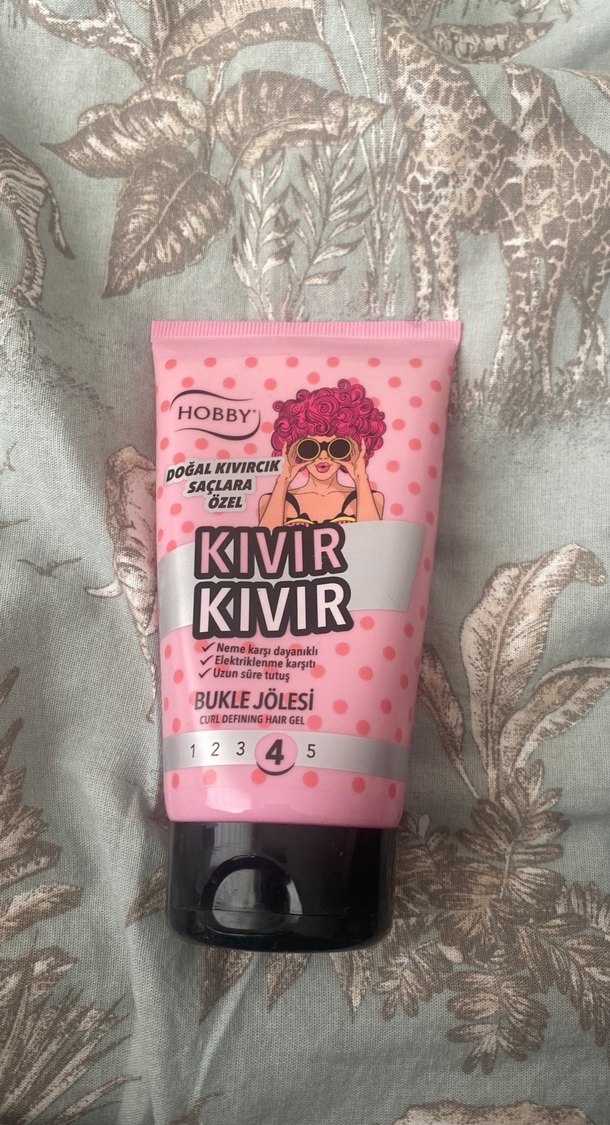 HOBBY®
DOĞAL KIVIRCIK
SAÇLARA
ÖZEL
KIVIR
KIVIR
✓ Neme karşı dayanıklı
✓ Elektriklenme karşıtı
✓ Uzun süre tutuş
BUKLE JÖLESİ
CURL DEFINING HAIR GEL
1 2 3 4 5